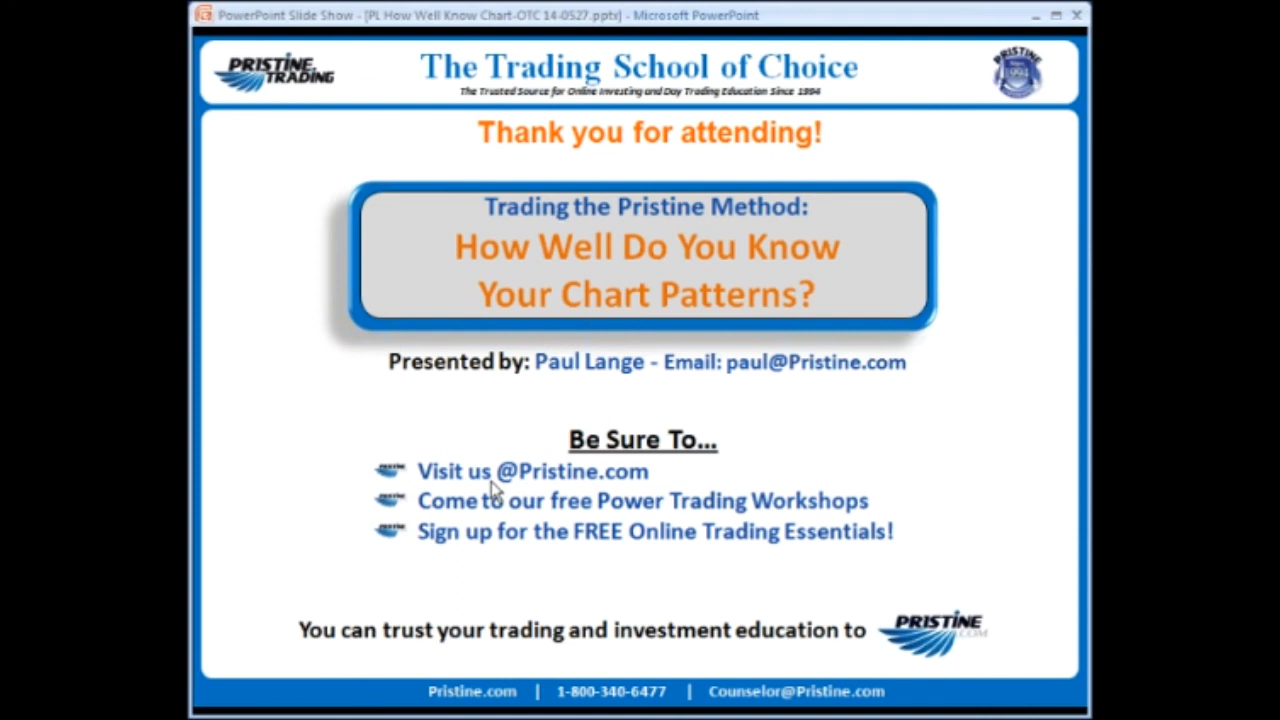 PowerPoint Slide Show - [PL How Well Know Chart-OTC 14-0527.pptx] - Microsoft PowerPoint
PRISTINE TRADING
The Trading School of Choice
The Trusted Source for Online Investing and Day Trading Education Since 1994
PRISTINE
1994
Thank you for attending!
Trading the Pristine Method:
How Well Do You Know
Your Chart Patterns?
Presented by: Paul Lange - Email: paul@Pristine.com
Be Sure To...
Visit us @Pristine.com
Come to our free Power Trading Workshops
Sign up for the FREE Online Trading Essentials!
You can trust your trading and investment education to
PRISTINE
.COM
Pristine.com | 1-800-340-6477 | Counselor@Pristine.com